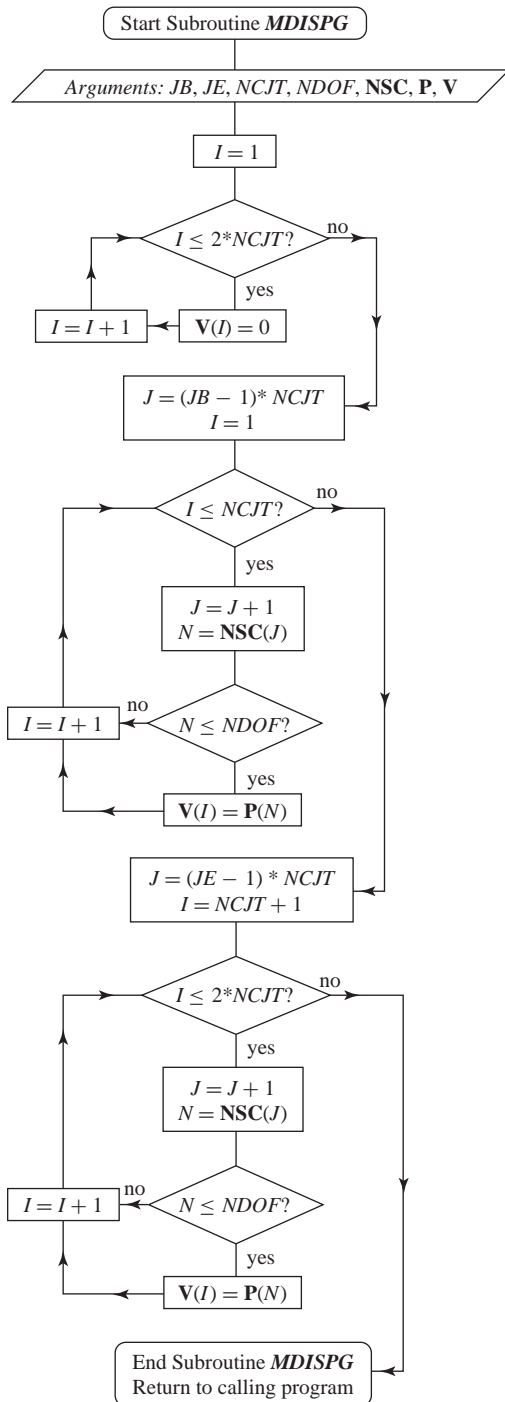 Start Subroutine MDISPG
Arguments: JB, JE, NCJT, NDOF, NSC, P, V
I = 1
I ≤ 2*NCJT?
no
yes
I = I + 1
V(I) = 0
J = (JB − 1)* NCJT
I = 1
I ≤ NCJT?
no
yes
J = J + 1
N = NSC(J)
I = I + 1
no
N ≤ NDOF?
yes
V(I) = P(N)
J = (JE − 1) * NCJT
I = NCJT + 1
I ≤ 2*NCJT?
no
yes
J = J + 1
N = NSC(J)
I = I + 1
no
N ≤ NDOF?
yes
V(I) = P(N)
End Subroutine MDISPG
Return to calling program